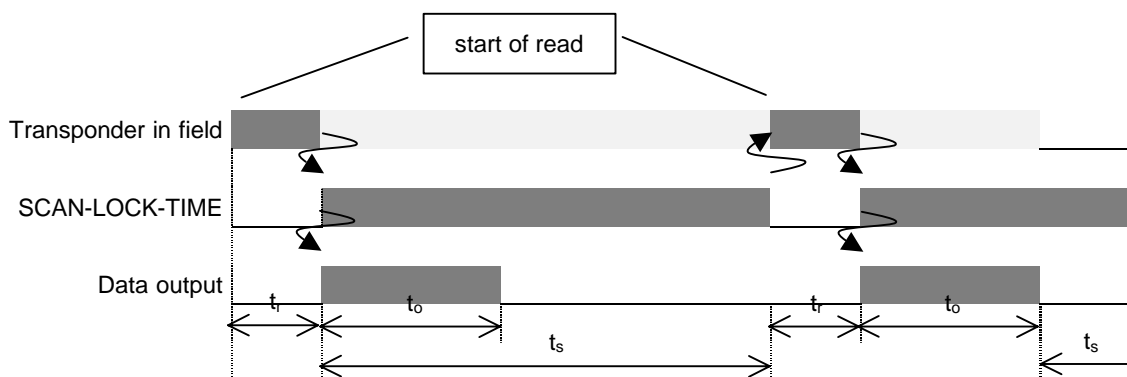 start of read
Transponder in field
SCAN-LOCK-TIME
Data output
tr to tr to
ts ts